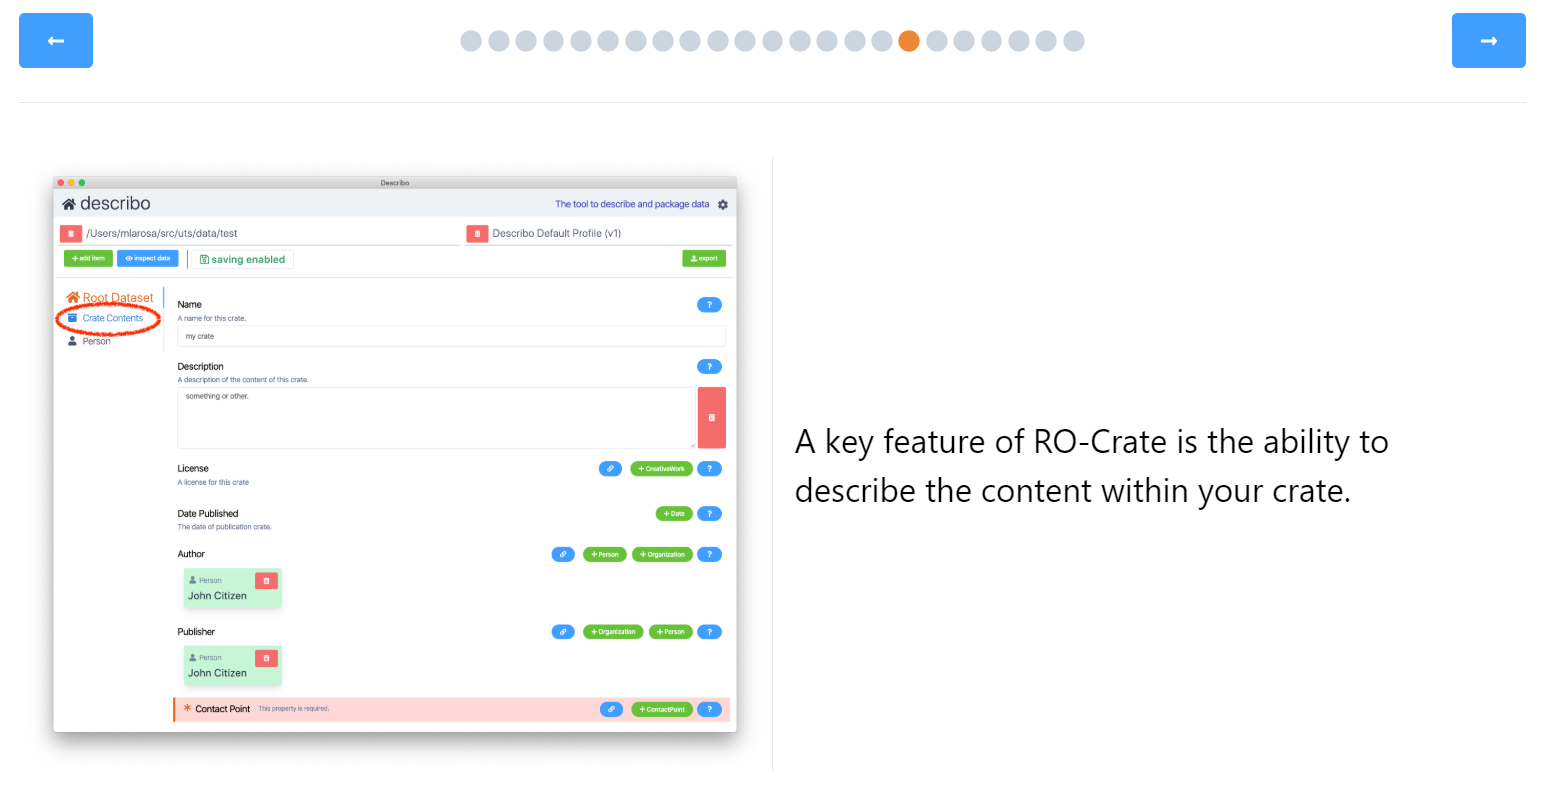 Describo
describo
The tool to describe and package data
/Users/mlarosa/src/uts/data/test
Describo Default Profile (v1)
+ add item
inspect data
saving enabled
export
Root Dataset
Crate Contents
Person
Name
?
A name for this crate.
my crate
Description
?
A description of the content of this crate.
something or other.
License
+ CreativeWork
?
A license for this crate
Date Published
+ Date
?
The date of publication crate.
Author
+ Person
+ Organization
?
Person
John Citizen
Publisher
+ Organization
+ Person
?
Person
John Citizen
* Contact Point
This property is required.
+ ContactPoint
?
A key feature of RO-Crate is the ability to
describe the content within your crate.